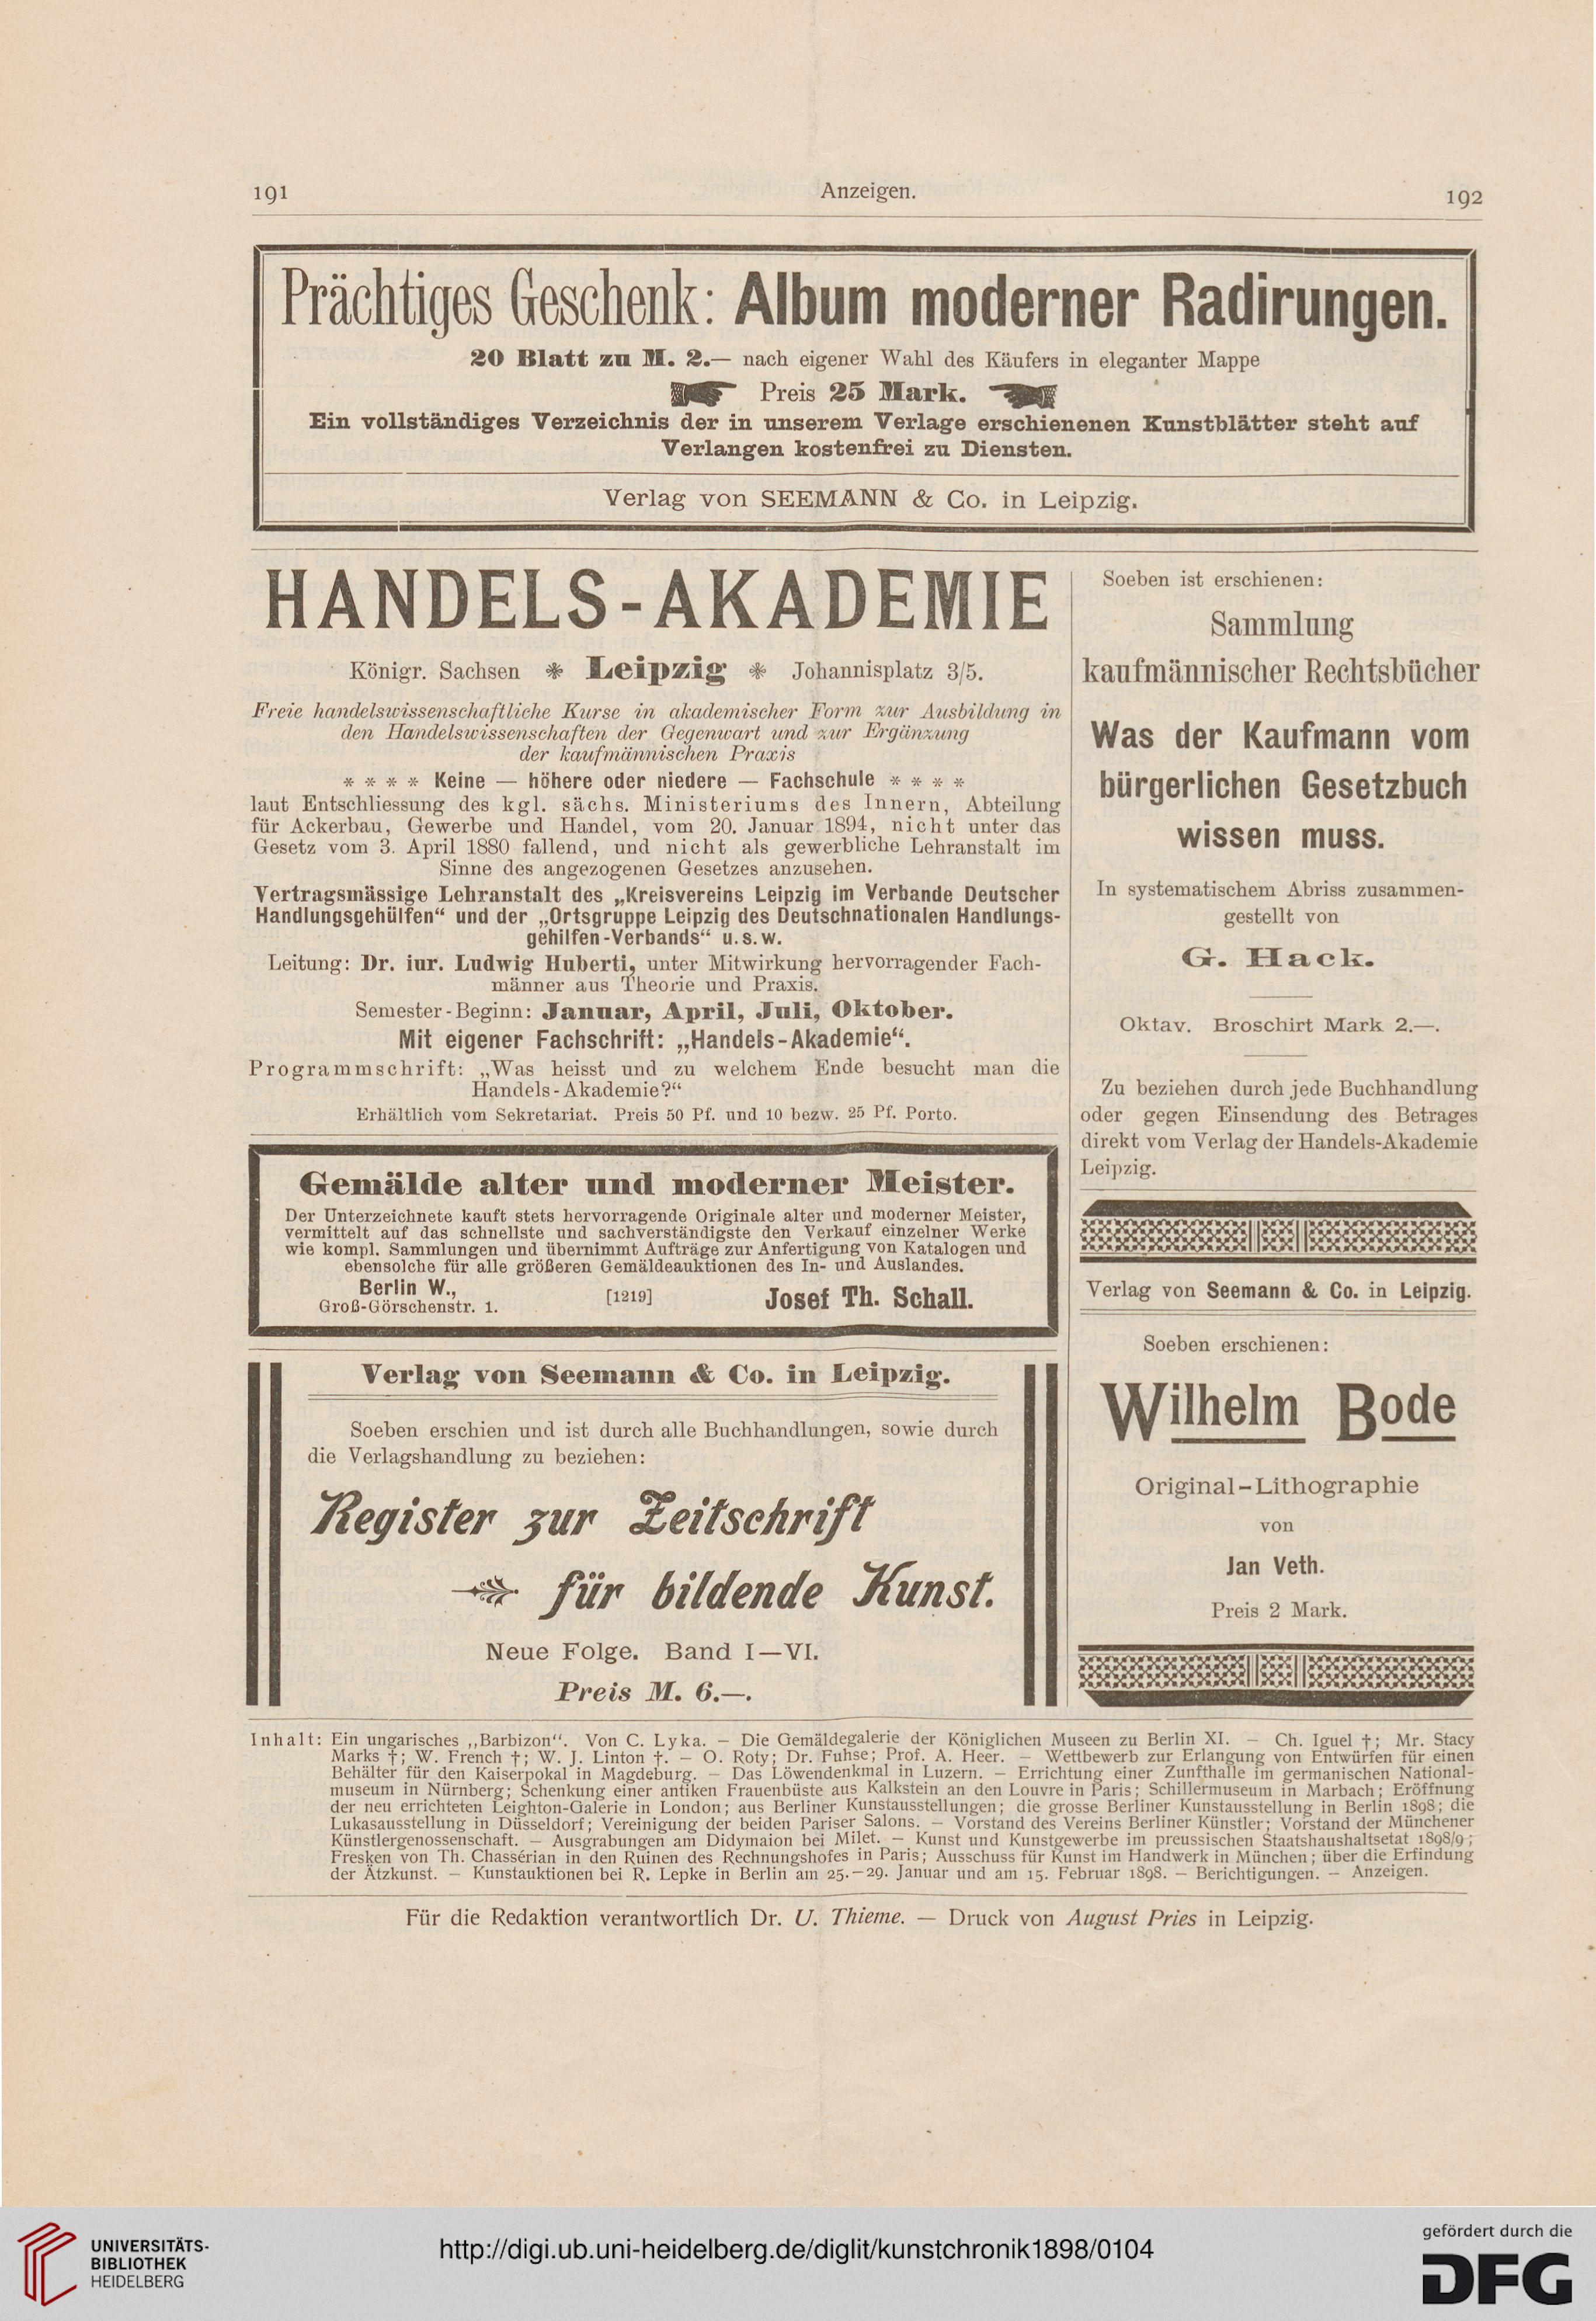 191
Anzeigen.
192
Prächtiges Geschenk: Album moderner Radirungen.
20 Blatt zu M. 2.— nach eigener Wahl des Käufers in eleganter Mappe
Preis 25 Mark.
Ein vollständiges Verzeichnis der in unserem Verlage erschienenen Kunstblätter steht auf
Verlangen kostenfrei zu Diensten.
Verlag von SEEMANN & Co. in Leipzig.
HANDELS-AKADEMIE
Königr. Sachsen * Leipzig * Johannisplatz 3/5.
Freie handelswissenschaftliche Kurse in akademischer Form zur Ausbildung in
den Handelswissenschaften der Gegenwart und zur Ergänzung
der kaufmännischen Praxis
* * * * Keine — höhere oder niedere — Fachschule * * * *
laut Entschliessung des kgl. sächs. Ministeriums des Innern, Abteilung
für Ackerbau, Gewerbe und Handel, vom 20. Januar 1894, nicht unter das
Gesetz vom 3. April 1880 fallend, und nicht als gewerbliche Lehranstalt im
Sinne des angezogenen Gesetzes anzusehen.
Vertragsmässige Lehranstalt des „Kreisvereins Leipzig im Verbande Deutscher
Handlungsgehülfen“ und der „Ortsgruppe Leipzig des Deutschnationalen Handlungs-
gehilfen-Verbands“ u. s. w.
Leitung: Dr. iur. Ludwig Huberti, unter Mitwirkung hervorragender Fach-
männer aus Theorie und Praxis.
Semester-Beginn: Januar, April, Juli, Oktober.
Mit eigener Fachschrift: „Handels-Akademie“.
Programmschrift: „Was heisst und zu welchem Ende besucht man die
Handels-Akademie?“
Erhältlich vom Sekretariat. Preis 50 Pf. und 10 bezw. 25 Pf. Porto.
Gemälde alter und moderner Meister.
Der Unterzeichnete kauft stets hervorragende Originale alter und moderner Meister,
vermittelt auf das schnellste und sachverständigste den Verkauf einzelner Werke
wie kompl. Sammlungen und übernimmt Aufträge zur Anfertigung von Katalogen und
ebensolche für alle größeren Gemäldeauktionen des In- und Auslandes.
Berlin W.,
Groß-Görschenstr. 1.
[1219]
Josef Th. Schall.
Verlag von Seemann & Co. in Leipzig.
Soeben erschien und ist durch alle Buchhandlungen, sowie durch
die Verlagshandlung zu beziehen:
Register zur Zeitschrift
für bildende Kunst.
Neue Folge. Band I—VI.
Preis M. 6.—.
Soeben ist erschienen:
Sammlung
kaufmännischer Rechtsbücher
Was der Kaufmann vom
bürgerlichen Gesetzbuch
wissen muss.
In systematischem Abriss zusammen-
gestellt von
G. Hack.
Oktav. Broschirt Mark 2.—.
Zu beziehen durch jede Buchhandlung
oder gegen Einsendung des Betrages
direkt vom Verlag der Handels-Akademie
Leipzig.
Verlag von Seemann & Co. in Leipzig.
Soeben erschienen:
Wilhelm Bode
Original-Lithographie
von
Jan Veth.
Preis 2 Mark.
Inhalt: Ein ungarisches „Barbizon“. Von C. Lyka. — Die Gemäldegalerie der Königlichen Museen zu Berlin XI. — Ch. Iguel †; Mr. Stacy
Marks †; W. French †; W. J. Linton †. — O. Roty; Dr. Fuhse; Prof. A. Heer. — Wettbewerb zur Erlangung von Entwürfen für einen
Behälter für den Kaiserpokal in Magdeburg. — Das Löwendenkmal in Luzern. — Errichtung einer Zunfthalle im germanischen National-
museum in Nürnberg; Schenkung einer antiken Frauenbüste aus Kalkstein an den Louvre in Paris; Schillermuseum in Marbach; Eröffnung
der neu errichteten Leighton-Galerie in London; aus Berliner Kunstausstellungen; die grosse Berliner Kunstausstellung in Berlin 1898; die
Lukasausstellung in Düsseldorf; Vereinigung der beiden Pariser Salons. — Vorstand des Vereins Berliner Künstler; Vorstand der Münchener
Künstlergenossenschaft. — Ausgrabungen am Didymaion bei Milet. — Kunst und Kunstgewerbe im preussischen Staatshaushaltsetat 1898/9;
Fresken von Th. Chassérian in den Ruinen des Rechnungshofes in Paris; Ausschuss für Kunst im Handwerk in München; über die Erfindung
der Ätzkunst. — Kunstauktionen bei R. Lepke in Berlin am 25.—29. Januar und am 15. Februar 1898. — Berichtigungen. — Anzeigen.
Für die Redaktion verantwortlich Dr. U. Thieme. — Druck von August Pries in Leipzig.
UNIVERSITÄTS-
BIBLIOTHEK
HEIDELBERG
http://digi.ub.uni-heidelberg.de/diglit/kunstchronik1898/0104
gefördert durch die
DFG